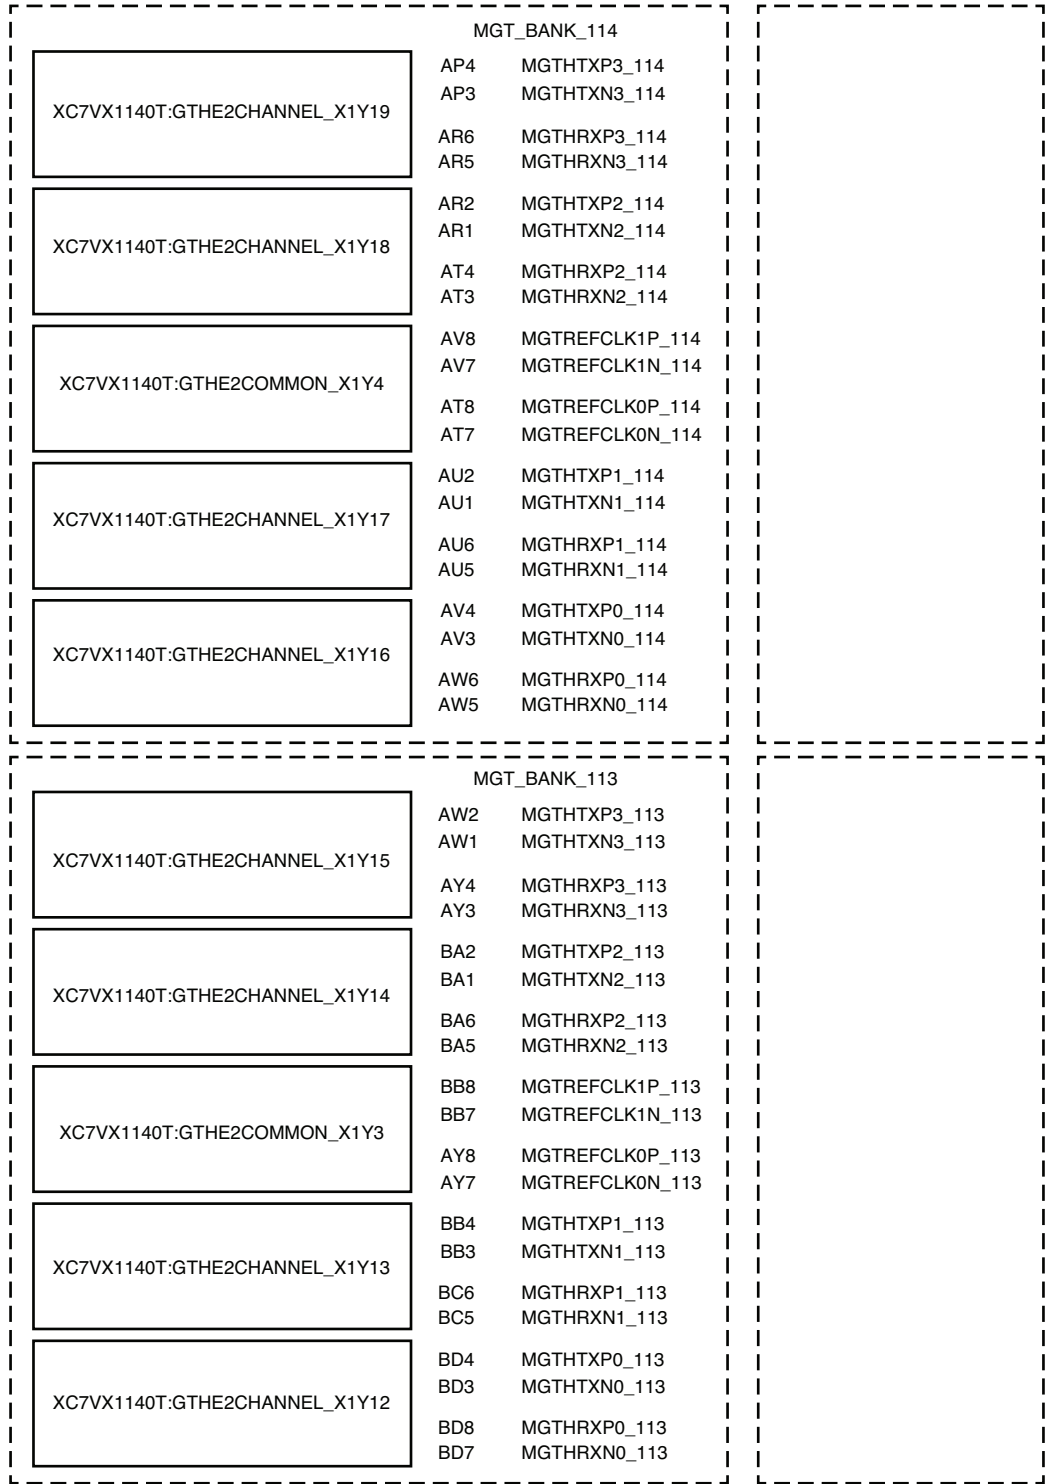 MGT_BANK_114
AP4 MGTHTXP3_114
AP3 MGTHTXN3_114
XC7VX1140T:GTHE2CHANNEL_X1Y19
AR6 MGTHRXP3_114
AR5 MGTHRXN3_114
AR2 MGTHTXP2_114
AR1 MGTHTXN2_114
XC7VX1140T:GTHE2CHANNEL_X1Y18
AT4 MGTHRXP2_114
AT3 MGTHRXN2_114
AV8 MGTREFCLK1P_114
AV7 MGTREFCLK1N_114
XC7VX1140T:GTHE2COMMON_X1Y4
AT8 MGTREFCLK0P_114
AT7 MGTREFCLK0N_114
AU2 MGTHTXP1_114
AU1 MGTHTXN1_114
XC7VX1140T:GTHE2CHANNEL_X1Y17
AU6 MGTHRXP1_114
AU5 MGTHRXN1_114
AV4 MGTHTXP0_114
AV3 MGTHTXN0_114
XC7VX1140T:GTHE2CHANNEL_X1Y16
AW6 MGTHRXP0_114
AW5 MGTHRXN0_114
MGT_BANK_113
AW2 MGTHTXP3_113
AW1 MGTHTXN3_113
XC7VX1140T:GTHE2CHANNEL_X1Y15
AY4 MGTHRXP3_113
AY3 MGTHRXN3_113
BA2 MGTHTXP2_113
BA1 MGTHTXN2_113
XC7VX1140T:GTHE2CHANNEL_X1Y14
BA6 MGTHRXP2_113
BA5 MGTHRXN2_113
BB8 MGTREFCLK1P_113
BB7 MGTREFCLK1N_113
XC7VX1140T:GTHE2COMMON_X1Y3
AY8 MGTREFCLK0P_113
AY7 MGTREFCLK0N_113
BB4 MGTHTXP1_113
BB3 MGTHTXN1_113
XC7VX1140T:GTHE2CHANNEL_X1Y13
BC6 MGTHRXP1_113
BC5 MGTHRXN1_113
BD4 MGTHTXP0_113
BD3 MGTHTXN0_113
XC7VX1140T:GTHE2CHANNEL_X1Y12
BD8 MGTHRXP0_113
BD7 MGTHRXN0_113